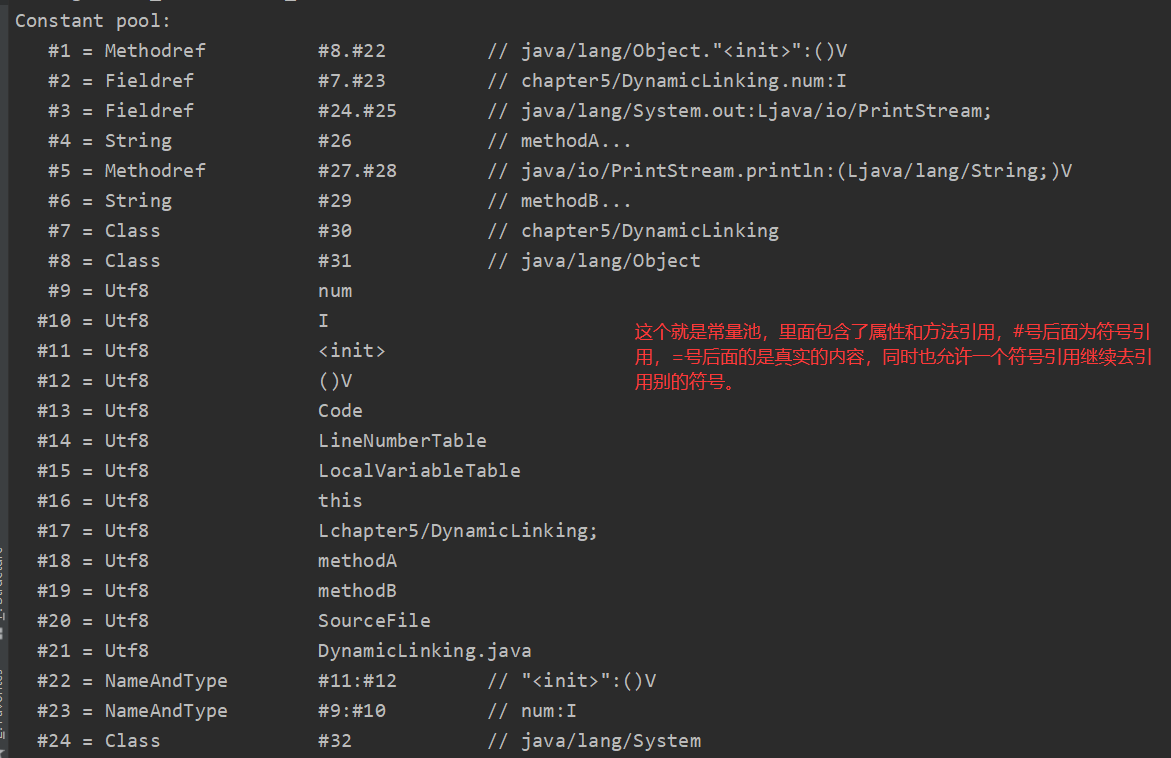 Constant pool:
#1 = Methodref #8.#22 // java/lang/Object."<init>":()V
#2 = Fieldref #7.#23 // chapter5/DynamicLinking.num:I
#3 = Fieldref #24.#25 // java/lang/System.out:Ljava/io/PrintStream;
#4 = String #26 // methodA...
#5 = Methodref #27.#28 // java/io/PrintStream.println:(Ljava/lang/String;)V
#6 = String #29 // methodB...
#7 = Class #30 // chapter5/DynamicLinking
#8 = Class #31 // java/lang/Object
#9 = Utf8 num
#10 = Utf8 I
#11 = Utf8 <init>
#12 = Utf8 ()V
#13 = Utf8 Code
#14 = Utf8 LineNumberTable
#15 = Utf8 LocalVariableTable
#16 = Utf8 this
#17 = Utf8 Lchapter5/DynamicLinking;
#18 = Utf8 methodA
#19 = Utf8 methodB
#20 = Utf8 SourceFile
#21 = Utf8 DynamicLinking.java
#22 = NameAndType #11:#12 // "<init>":()V
#23 = NameAndType #9:#10 // num:I
#24 = Class #32 // java/lang/System
这个就是常量池，里面包含了属性和方法引用，#号后面为符号引
用，=号后面的是真实的内容，同时也允许一个符号引用继续去引
用别的符号。